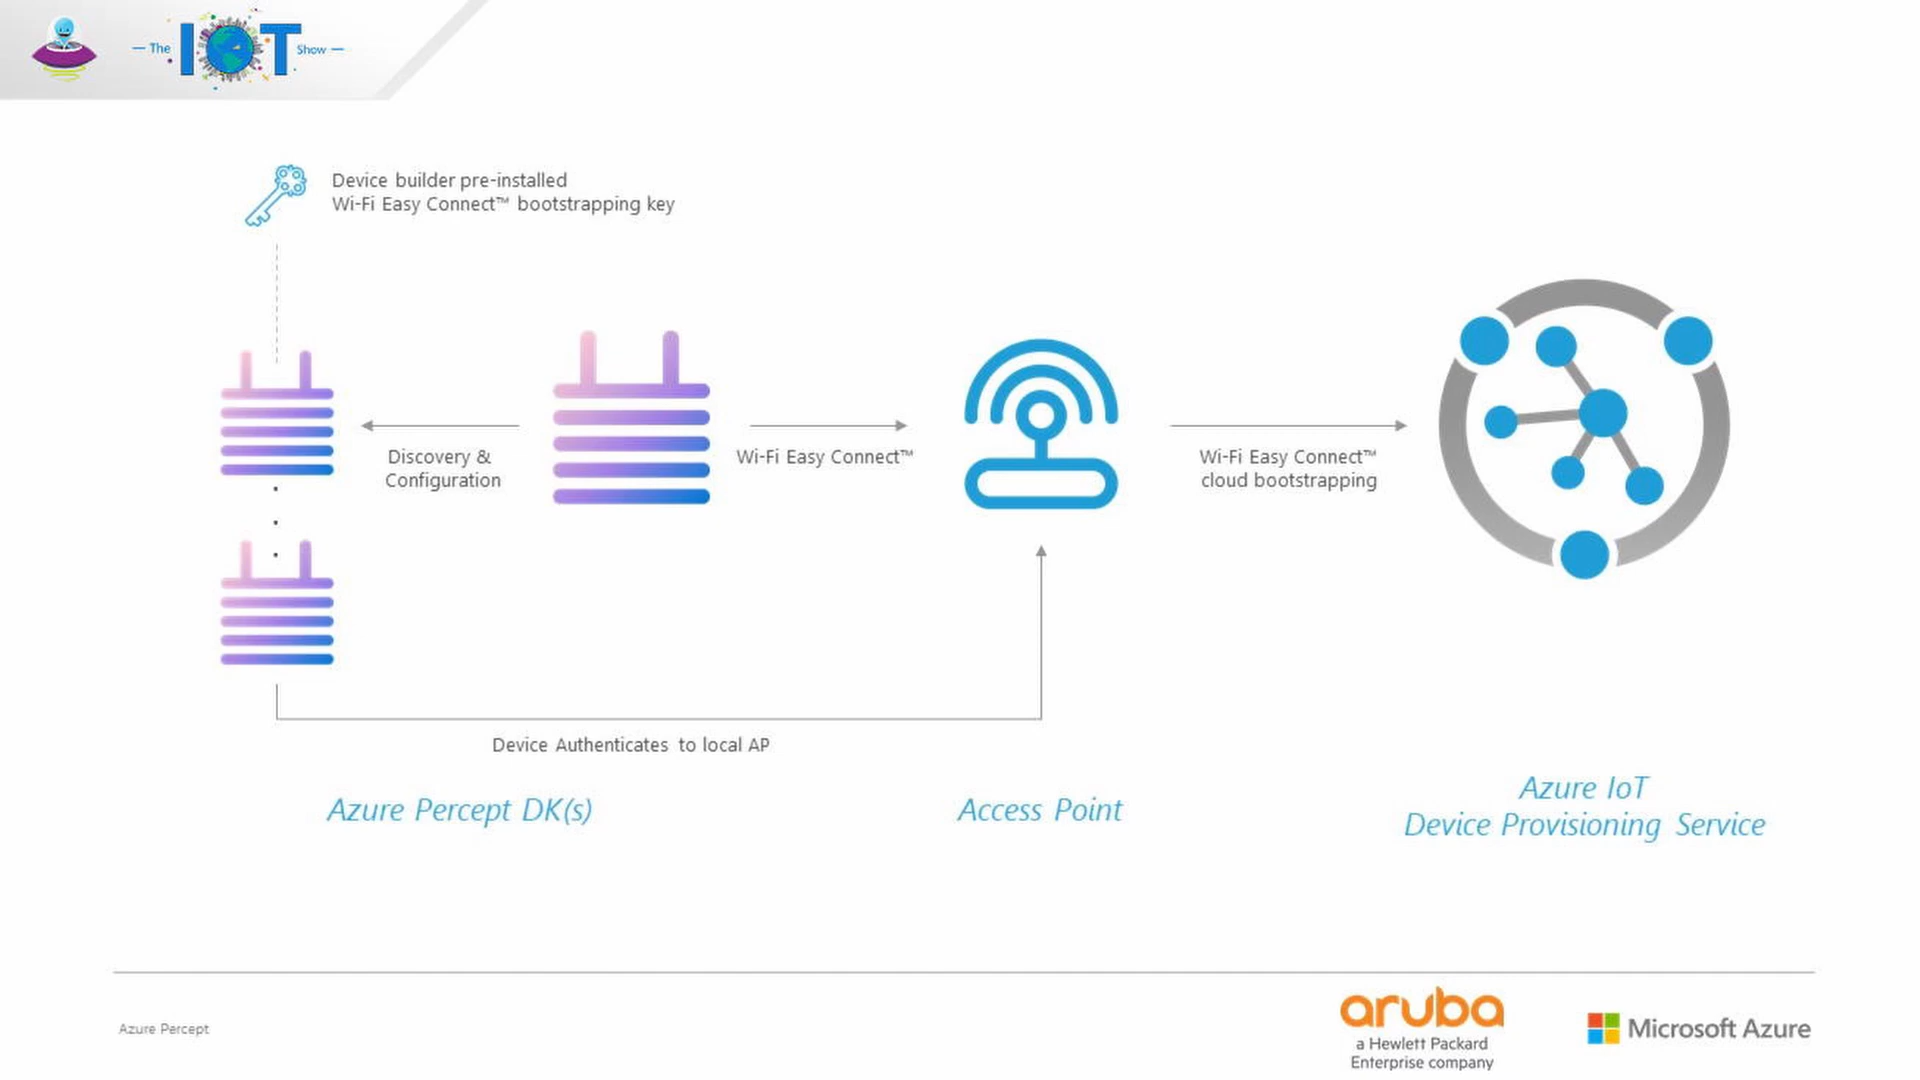 The IOT Show
Device builder pre-installed
Wi-Fi Easy Connect™ bootstrapping key
Discovery &
Configuration
Wi-Fi Easy Connect™
Wi-Fi Easy Connect™
cloud bootstrapping
Device Authenticates to local AP
Azure Percept DK(s)
Access Point
Azure IoT
Device Provisioning Service
Azure Percept
aruba
a Hewlett Packard
Enterprise company
Microsoft Azure